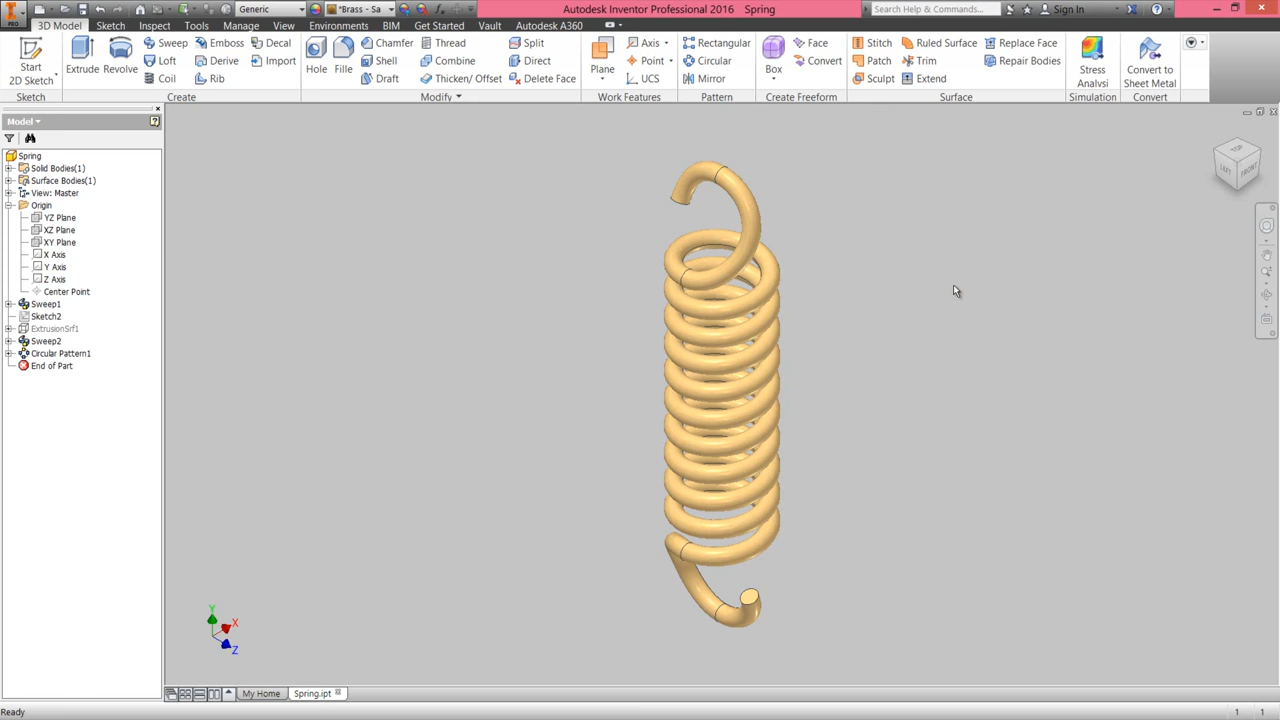 PRO
Generic
*Brass - Sa
Autodesk Inventor Professional 2016 Spring
Search Help & Commands...
Sign In
3D Model Sketch Inspect Tools Manage View Environments BIM Get Started Vault Autodesk A360
Start
2D Sketch
Extrude
Revolve
Sweep
Loft
Coil
Emboss
Derive
Rib
Decal
Import
Hole
Fille
Chamfer
Shell
Draft
Thread
Combine
Thicken/ Offset
Split
Direct
Delete Face
Plane
Axis
Point
UCS
Rectangular
Circular
Mirror
Box
Face
Convert
Stitch
Patch
Sculpt
Ruled Surface
Trim
Extend
Replace Face
Repair Bodies
Stress
Analysi
Convert to
Sheet Metal
Sketch Create Modify Work Features Pattern Create Freeform Surface Simulation Convert
Model
Spring
Solid Bodies(1)
Surface Bodies(1)
View: Master
Origin
YZ Plane
XZ Plane
XY Plane
X Axis
Y Axis
Z Axis
Center Point
Sweep1
Sketch2
ExtrusionSrf1
Sweep2
Circular Pattern1
End of Part
TOP
LEFT FRONT
Y
X
Z
My Home Spring.ipt
Ready 1 1